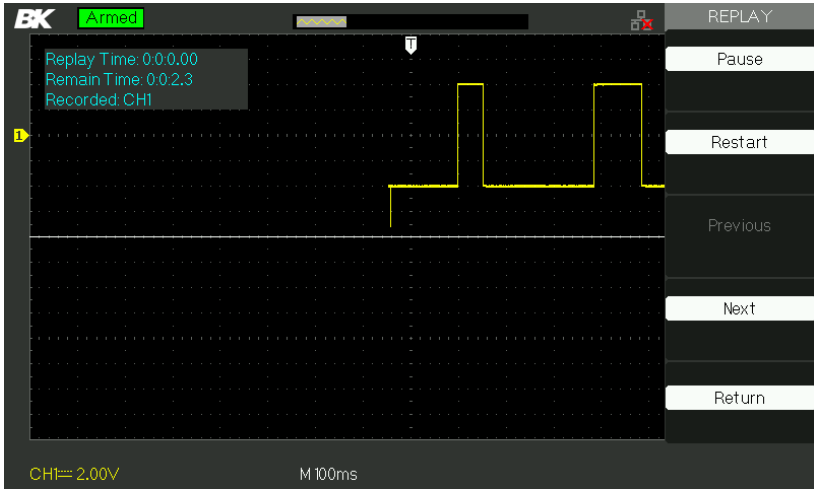 BK Armed REPLAY
T
Replay Time: 0:0:0.00
Remain Time: 0:0:2.3
Recorded: CH1
1
Pause
Restart
Previous
Next
Return
CH1 2.00V M 100ms